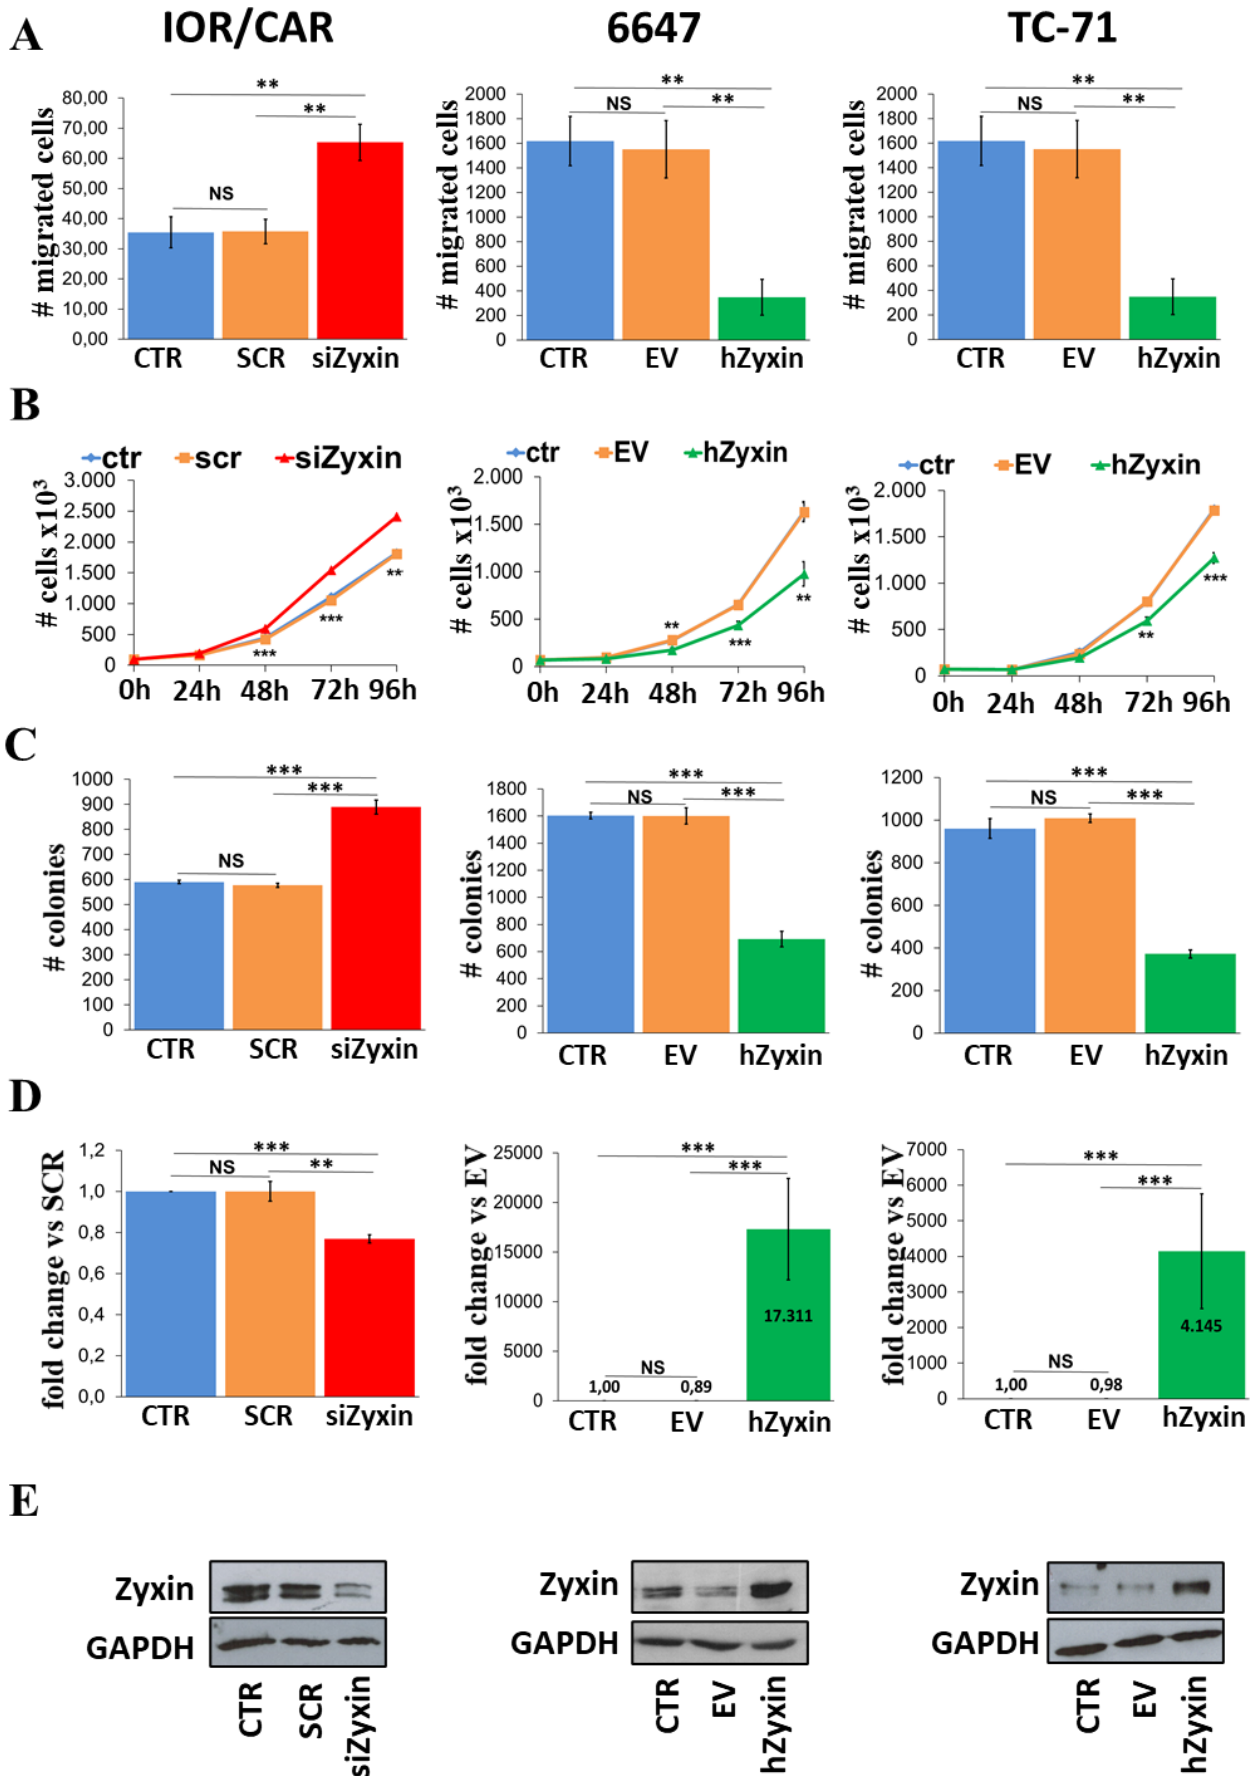 A
IOR/CAR
6647
TC-71
# migrated cells
80,00
70,00
60,00
50,00
40,00
30,00
20,00
10,00
0,00
**
**
NS
CTR
SCR
siZyxin
# migrated cells
2000
1800
1600
1400
1200
1000
800
600
400
200
0
**
NS
**
CTR
EV
hZyxin
# migrated cells
2000
1800
1600
1400
1200
1000
800
600
400
200
0
**
NS
**
CTR
EV
hZyxin
B
ctr
scr
siZyxin
# cells x10³
3.000
2.500
2.000
1.500
1.000
500
0
***
***
**
0h
24h
48h
72h
96h
ctr
EV
hZyxin
# cells x10³
2.000
1.500
1.000
500
0
**
***
**
0h
24h
48h
72h
96h
ctr
EV
hZyxin
# cells x10³
2.000
1.500
1.000
500
0
**
***
0h
24h
48h
72h
96h
C
# colonies
1000
900
800
700
600
500
400
300
200
100
0
***
***
NS
CTR
SCR
siZyxin
# colonies
1800
1600
1400
1200
1000
800
600
400
200
0
***
NS
***
CTR
EV
hZyxin
# colonies
1200
1000
800
600
400
200
0
***
NS
***
CTR
EV
hZyxin
D
fold change vs SCR
1,2
1,0
0,8
0,6
0,4
0,2
0,0
***
NS
**
CTR
SCR
siZyxin
fold change vs EV
25000
20000
15000
10000
5000
0
***
***
NS
1,00
0,89
17.311
CTR
EV
hZyxin
fold change vs EV
7000
6000
5000
4000
3000
2000
1000
0
***
***
NS
1,00
0,98
4.145
CTR
EV
hZyxin
E
Zyxin
GAPDH
CTR
SCR
siZyxin
Zyxin
GAPDH
CTR
EV
hZyxin
Zyxin
GAPDH
CTR
EV
hZyxin